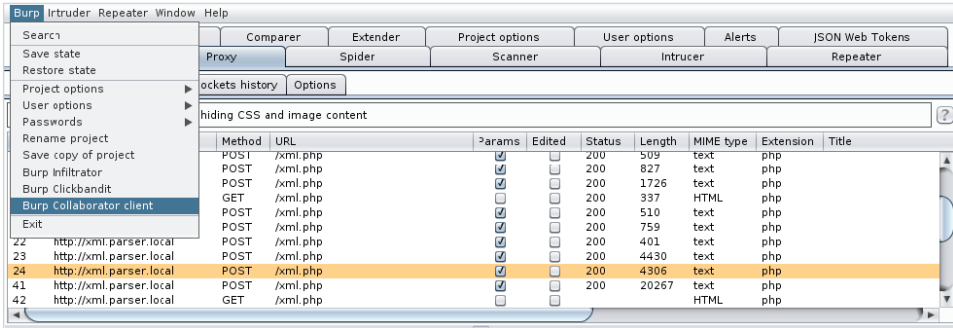 Burp Intruder Repeater Window Help
Search
Save state
Restore state
Project options
User options
Passwords
Rename project
Save copy of project
Burp Infiltrator
Burp Clickbandit
Burp Collaborator client
Exit
Comparer Extender Project options User options Alerts JSON Web Tokens
Proxy Spider Scanner Intruder Repeater
ockets history Options
hiding CSS and image content
?
Method URL Params Edited Status Length MIME type Extension Title
POST /xml.php 200 509 text php
POST /xml.php 200 827 text php
POST /xml.php 200 1726 text php
GET /xml.php 200 337 HTML php
POST /xml.php 200 510 text php
POST /xml.php 200 759 text php
22 http://xml.parser.local POST /xml.php 200 401 text php
23 http://xml.parser.local POST /xml.php 200 4430 text php
24 http://xml.parser.local POST /xml.php 200 4306 text php
41 http://xml.parser.local POST /xml.php 200 20267 text php
42 http://xml.parser.local GET /xml.php HTML php